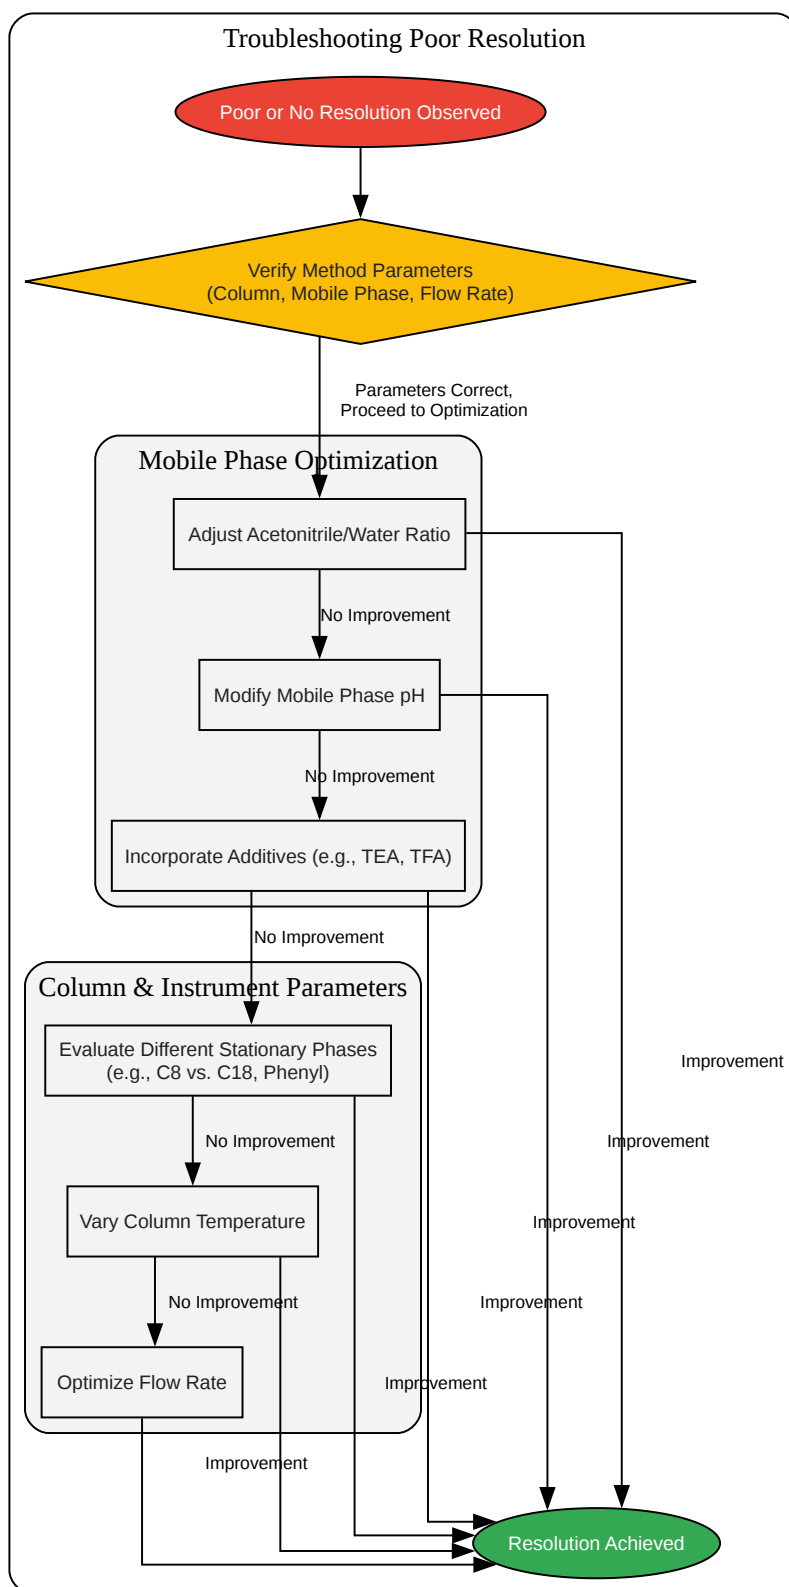 Troubleshooting Poor Resolution
Poor or No Resolution Observed
Verify Method Parameters
(Column, Mobile Phase, Flow Rate)
Parameters Correct,
Proceed to Optimization
Mobile Phase Optimization
Adjust Acetonitrile/Water Ratio
No Improvement
Modify Mobile Phase pH
No Improvement
Incorporate Additives (e.g., TEA, TFA)
No Improvement
Column & Instrument Parameters
Evaluate Different Stationary Phases
(e.g., C8 vs. C18, Phenyl)
Improvement
No Improvement
Improvement
Vary Column Temperature
Improvement
No Improvement
Improvement
Optimize Flow Rate
Improvement
Improvement
Resolution Achieved